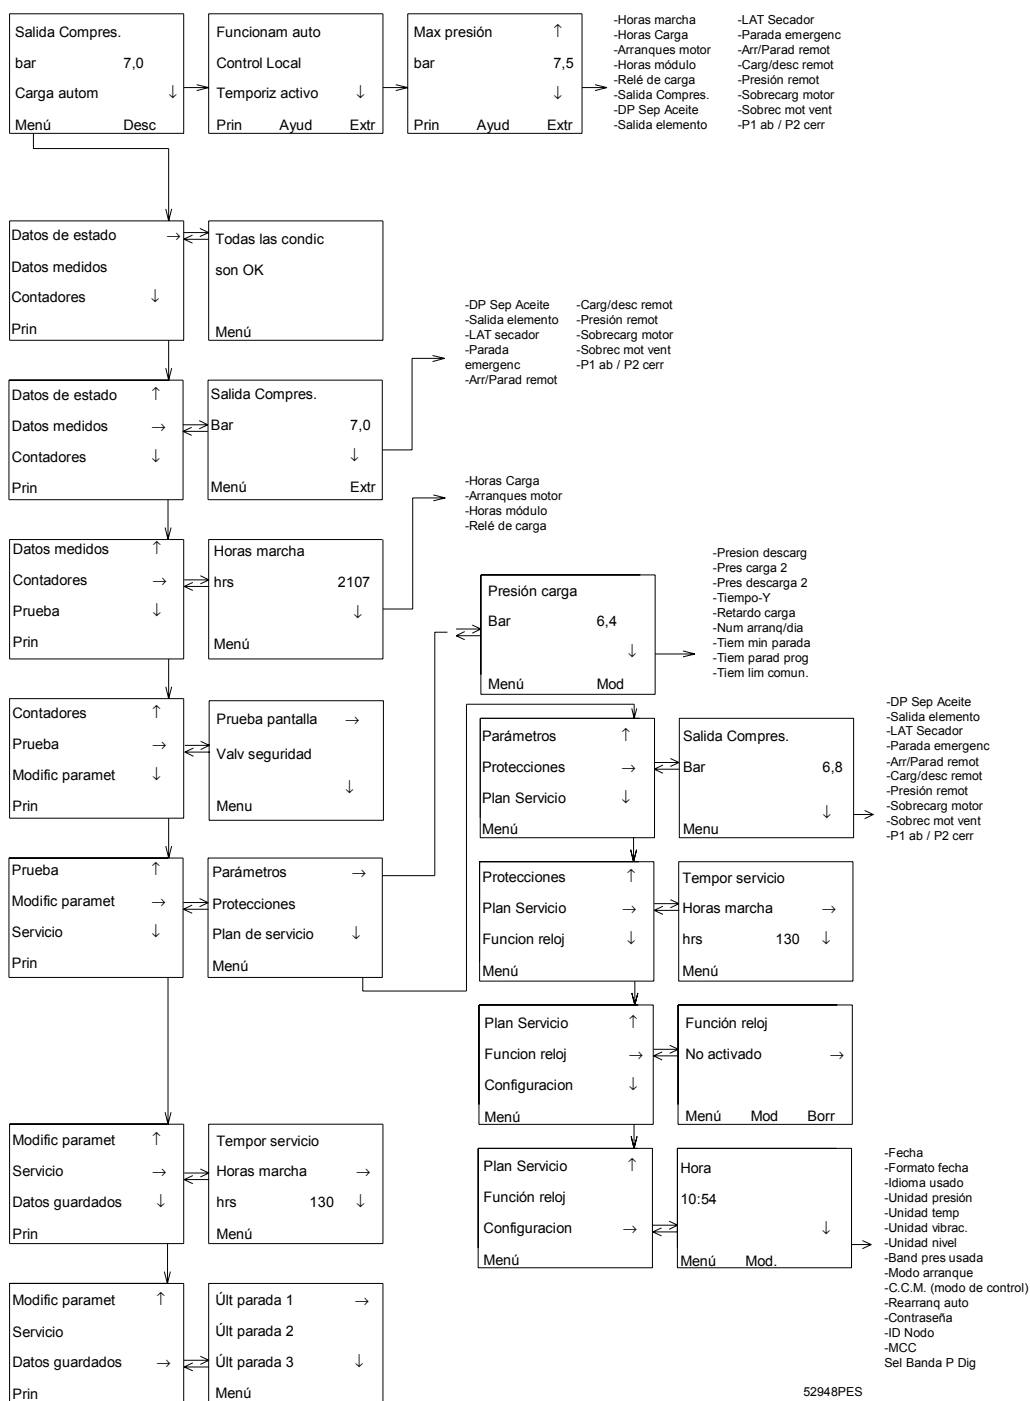 Salida Compres.
bar 7,0
Carga autom ↓
Menú Desc
Funcionam auto
Control Local
Temporiz activo ↓
Prin Ayud Extr
Max presión ↑
bar 7,5
↓
Prin Ayud Extr
-Horas marcha
-Horas Carga
-Arranques motor
-Horas módulo
-Relé de carga
-Salida Compres.
-DP Sep Aceite
-Salida elemento
-LAT Secador
-Parada emergenc
-Arr/Parad remot
-Carg/desc remot
-Presión remot
-Sobrecarg motor
-Sobrec mot vent
-P1 ab / P2 cerr
Datos de estado →
Datos medidos
Contadores ↓
Prin
Todas las condic
son OK
Menú
Datos de estado ↑
Datos medidos →
Contadores ↓
Prin
Salida Compres.
Bar 7,0
↓
Menú Extr
-DP Sep Aceite
-Salida elemento
-LAT secador
-Parada
emergenc
-Arr/Parad remot
-Carg/desc remot
-Presión remot
-Sobrecarg motor
-Sobrec mot vent
-P1 ab / P2 cerr
Datos medidos ↑
Contadores →
Prueba ↓
Prin
Horas marcha
hrs 2107
↓
Menú
-Horas Carga
-Arranques motor
-Horas módulo
-Relé de carga
Contadores ↑
Prueba →
Modific paramet ↓
Prin
Prueba pantalla →
Valv seguridad
↓
Menu
Prueba ↑
Modific paramet →
Servicio ↓
Prin
Parámetros →
Protecciones
Plan de servicio ↓
Menú
Presión carga
Bar 6,4
↓
Menú Mod
-Presion descarg
-Pres carga 2
-Pres descarga 2
-Tiempo-Y
-Retardo carga
-Num arranq/dia
-Tiem min parada
-Tiem parad prog
-Tiem lim comun.
Parámetros ↑
Protecciones →
Plan Servicio ↓
Menú
Salida Compres.
Bar 6,8
↓
Menu
-DP Sep Aceite
-Salida elemento
-LAT Secador
-Parada emergenc
-Arr/Parad remot
-Carg/desc remot
-Presión remot
-Sobrecarg motor
-Sobrec mot vent
-P1 ab / P2 cerr
Protecciones ↑
Plan Servicio →
Funcion reloj ↓
Menú
Tempor servicio
Horas marcha →
hrs 130 ↓
Menú
Plan Servicio ↑
Funcion reloj →
Configuracion ↓
Menú
Función reloj
No activado →
Menú Mod Borr
Modific paramet ↑
Servicio →
Datos guardados ↓
Prin
Tempor servicio
Horas marcha →
hrs 130 ↓
Menú
Plan Servicio ↑
Función reloj
Configuracion →
Menú
Hora
10:54
↓
Menú Mod.
-Fecha
-Formato fecha
-Idioma usado
-Unidad presión
-Unidad temp
-Unidad vibrac.
-Unidad nivel
-Band pres usada
-Modo arranque
-C.C.M. (modo de control)
-Rearranq auto
-Contraseña
-ID Nodo
-MCC
Sel Banda P Dig
Modific paramet ↑
Servicio
Datos guardados →
Prin
Últ parada 1 →
Últ parada 2
Últ parada 3 ↓
Menú
52948PES